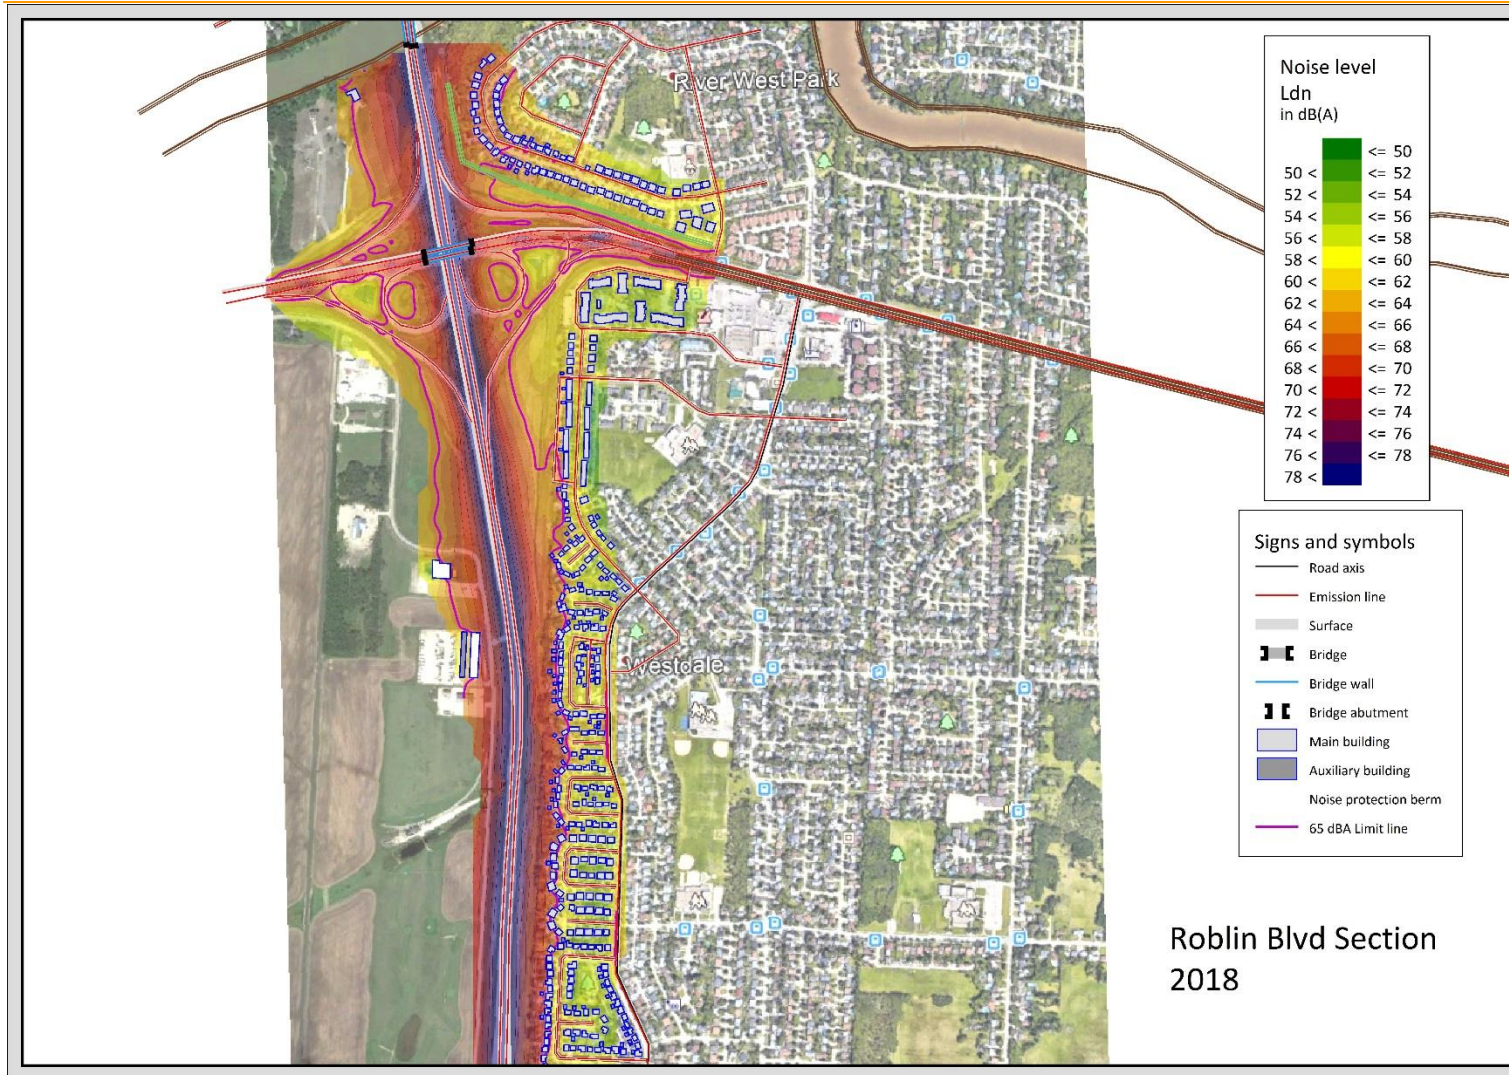 River West Park
Westdale
Noise level
Ldn
in dB(A)
<= 50
50 < <= 52
52 < <= 54
54 < <= 56
56 < <= 58
58 < <= 60
60 < <= 62
62 < <= 64
64 < <= 66
66 < <= 68
68 < <= 70
70 < <= 72
72 < <= 74
74 < <= 76
76 < <= 78
78 <
Signs and symbols
Road axis
Emission line
Surface
Bridge
Bridge wall
Bridge abutment
Main building
Auxiliary building
Noise protection berm
65 dBA Limit line
Roblin Blvd Section
2018